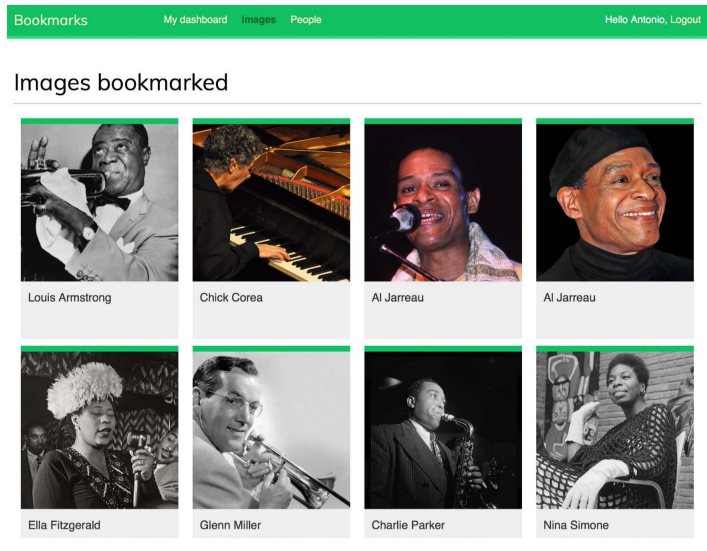 Bookmarks My dashboard Images People Hello Antonio, Logout
Images bookmarked
Louis Armstrong Chick Corea Al Jarreau Al Jarreau
Ella Fitzgerald Glenn Miller Charlie Parker Nina Simone